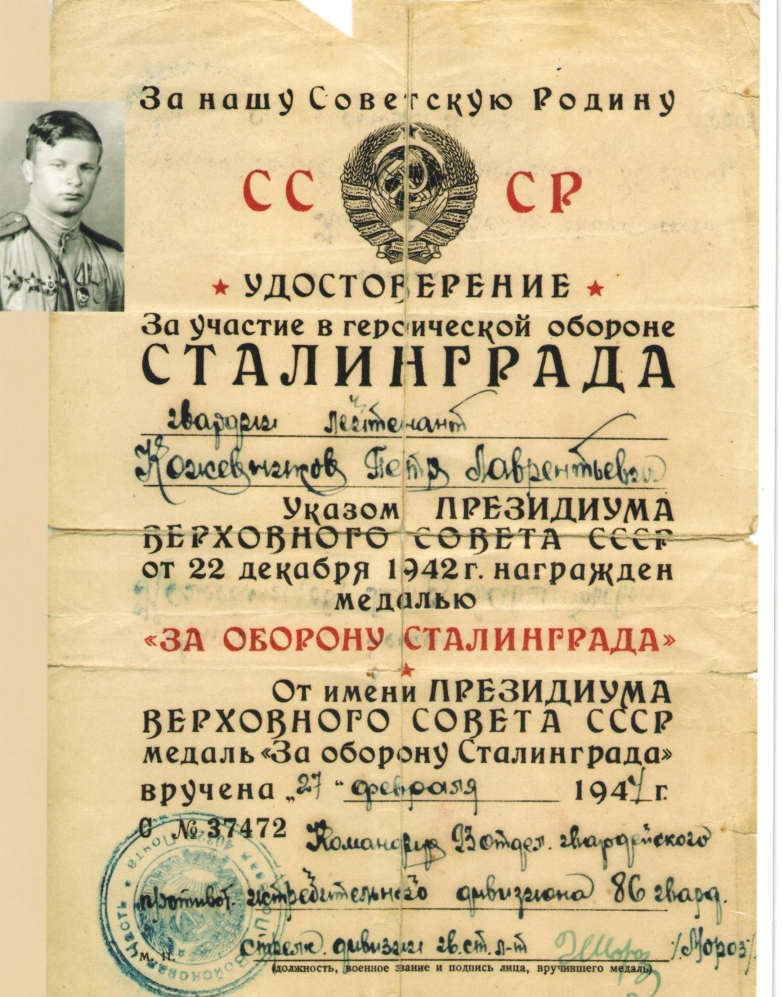 За нашу Советскую Родину
СС СР
УДОСТОВЕРЕНИЕ
За участие в героической обороне
СТАЛИНГРАДА
гвардии лейтенант
Кожевников Петр Лаврентьевич
Указом ПРЕЗИДИУМА
ВЕРХОВНОГО СОВЕТА СССР
от 22 декабря 1942 г. награжден
медалью
«ЗА ОБОРОНУ СТАЛИНГРАДА»
От имени ПРЕЗИДИУМА
ВЕРХОВНОГО СОВЕТА СССР
медаль «За оборону Сталинграда»
вручена „27“ февраля 1944 г.
С № 37472
Командир 93 отдел. гвардейского
противот. истребительного дивизиона 86 гвард.
стрелк. дивизии гв. ст. л-т /Мороз/
М. П.
(должность, военное звание и подпись лица, вручившего медаль)